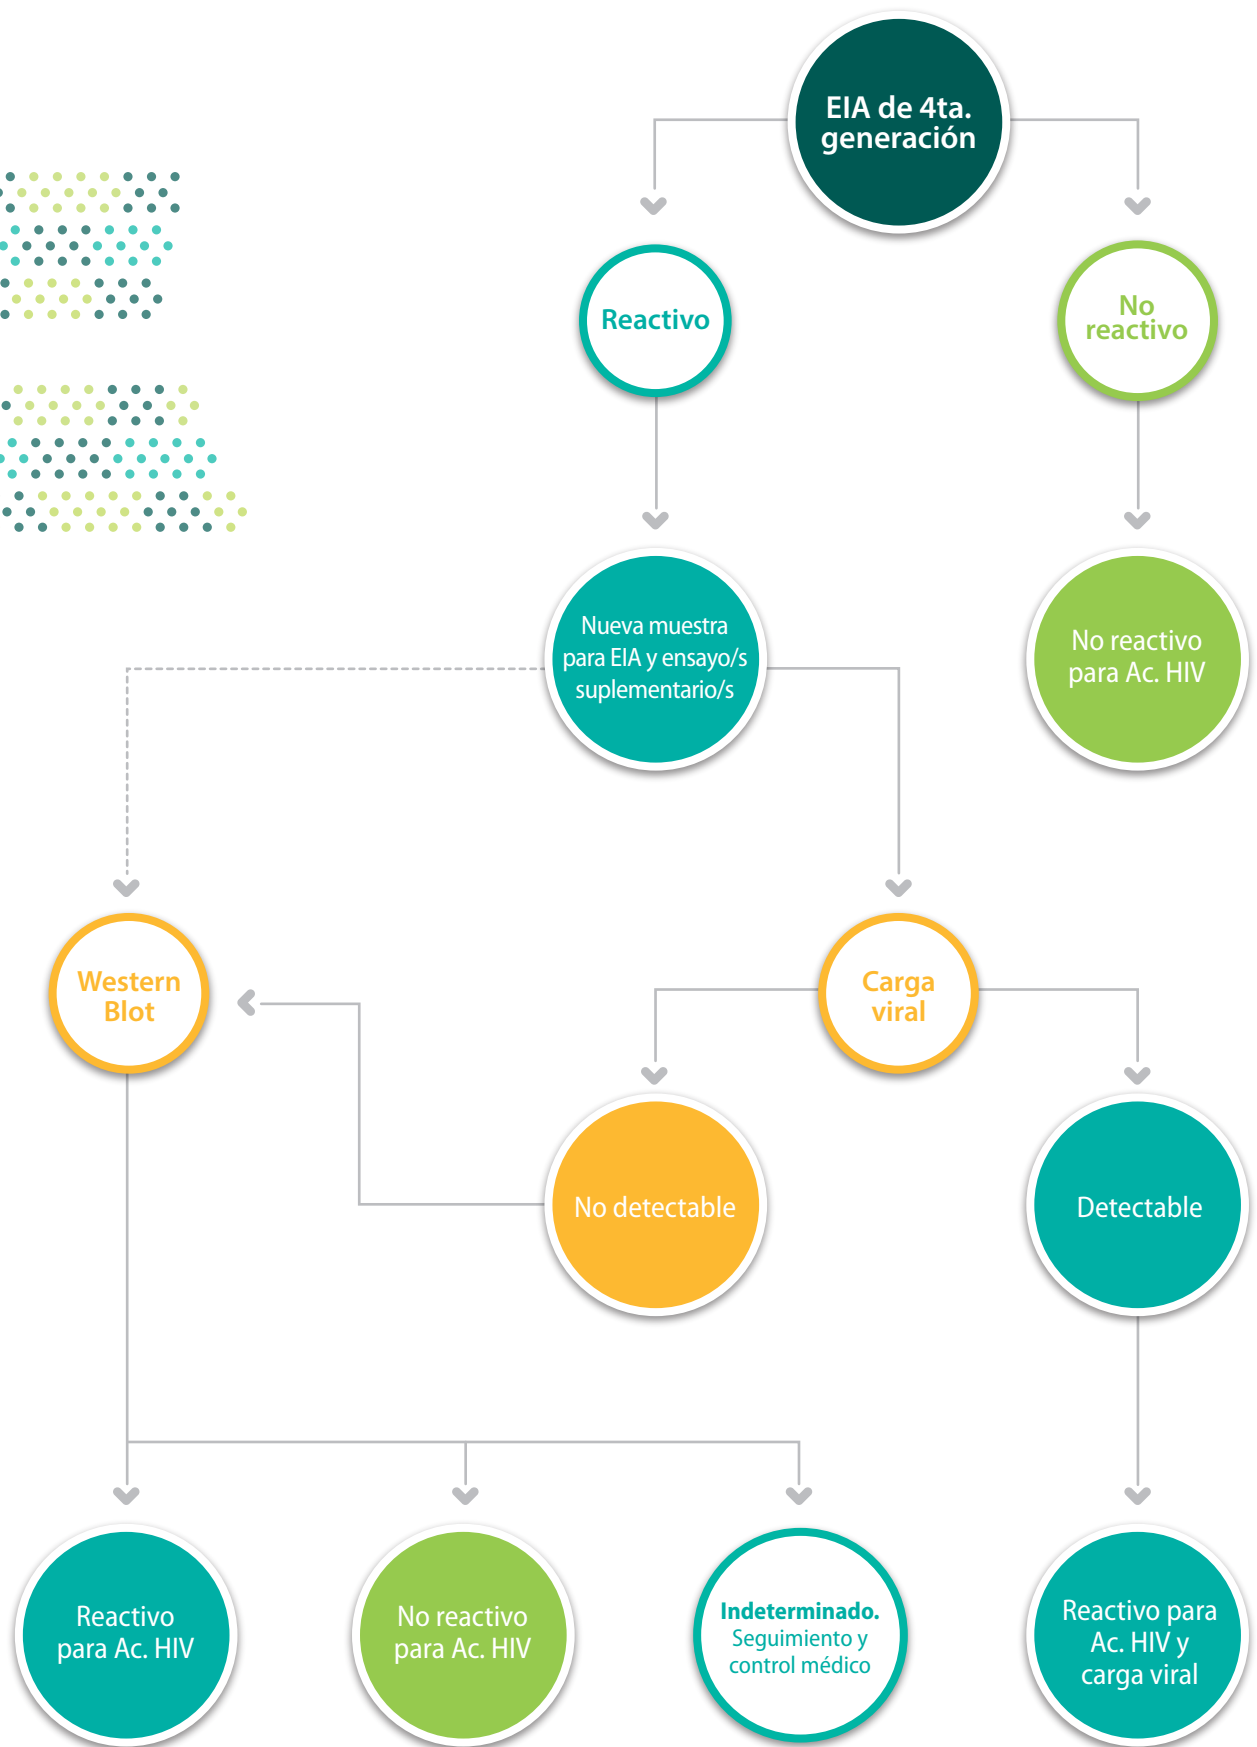 EIA de 4ta.
generación
Reactivo
No
reactivo
Nueva muestra
para EIA y ensayo/s
suplementario/s
No reactivo
para Ac. HIV
Western
Blot
Carga
viral
No detectable
Detectable
Reactivo
para Ac. HIV
No reactivo
para Ac. HIV
Indeterminado.
Seguimiento y
control médico
Reactivo para
Ac. HIV y
carga viral